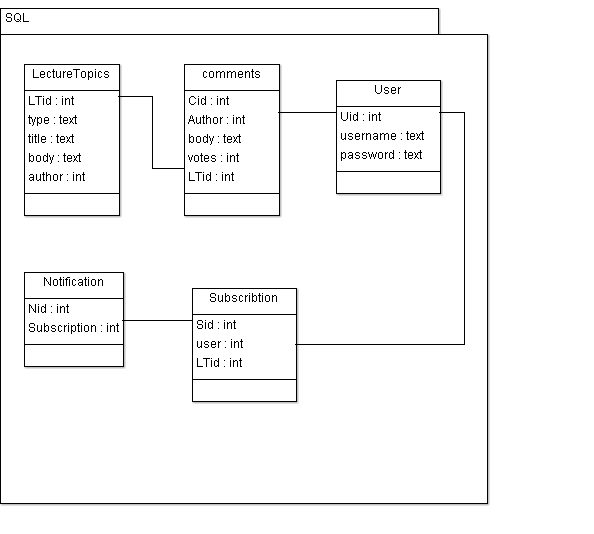 SQL
LectureTopics
LTid : int
type : text
title : text
body : text
author : int
comments
Cid : int
Author : int
body : text
votes : int
LTid : int
User
Uid : int
username : text
password : text
Notification
Nid : int
Subscription : int
Subscribtion
Sid : int
user : int
LTid : int